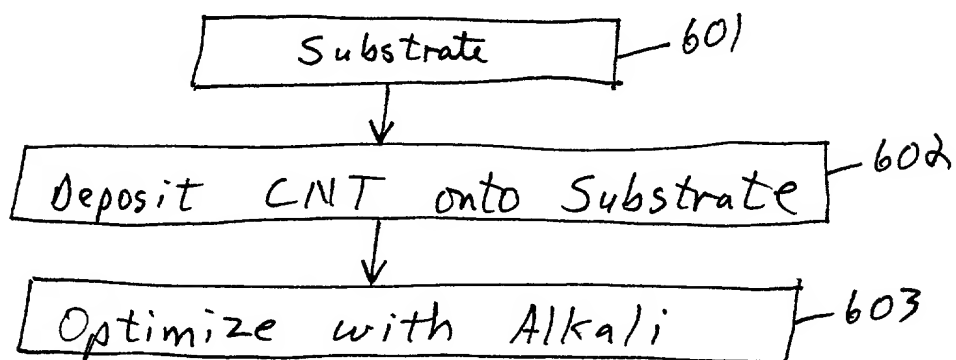 Substrate 601
Deposit CNT onto Substrate 602
Optimize with Alkali 603